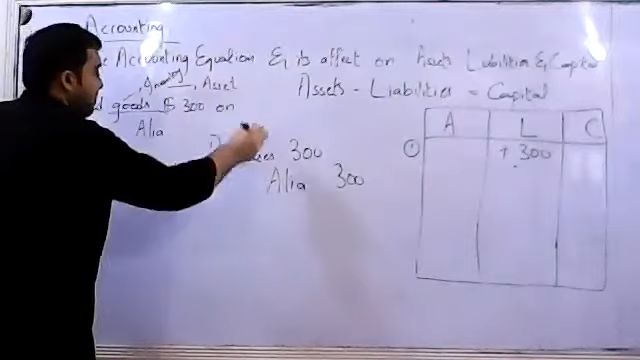 Accounting
Accounting Equation & its affect on Assets Liabilities & Capital
Asset
Assets - Liabilities = Capital
goods $ 300 on
Alia
300
Alia 300
A L C
① + 300